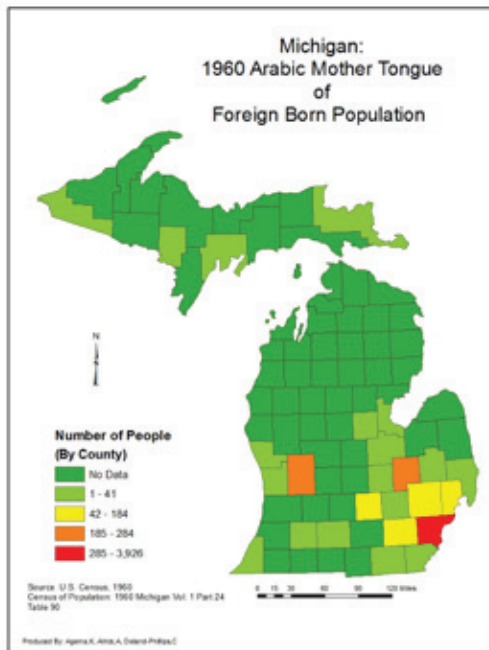 Michigan:
1960 Arabic Mother Tongue
of
Foreign Born Population
N
Number of People
(By County)
No Data
1 - 41
42 - 184
185 - 284
285 - 3,926
Source: U.S. Census, 1960
Census of Population: 1960 Michigan Vol. 1 Part 24
Table 90
0 15 30 60 90 120 Miles
Produced By: